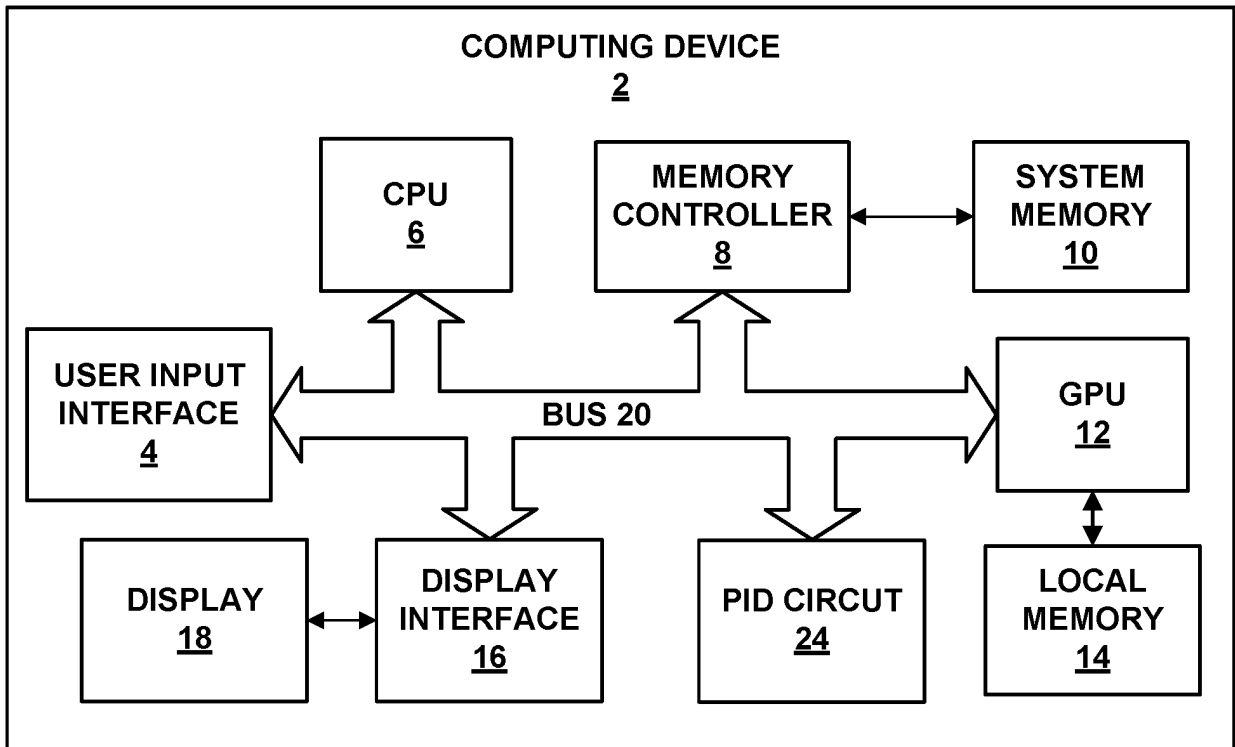 COMPUTING DEVICE
2
CPU
6
MEMORY
CONTROLLER
8
SYSTEM
MEMORY
10
USER INPUT
INTERFACE
4
BUS 20
GPU
12
DISPLAY
18
DISPLAY
INTERFACE
16
PID CIRCUT
24
LOCAL
MEMORY
14